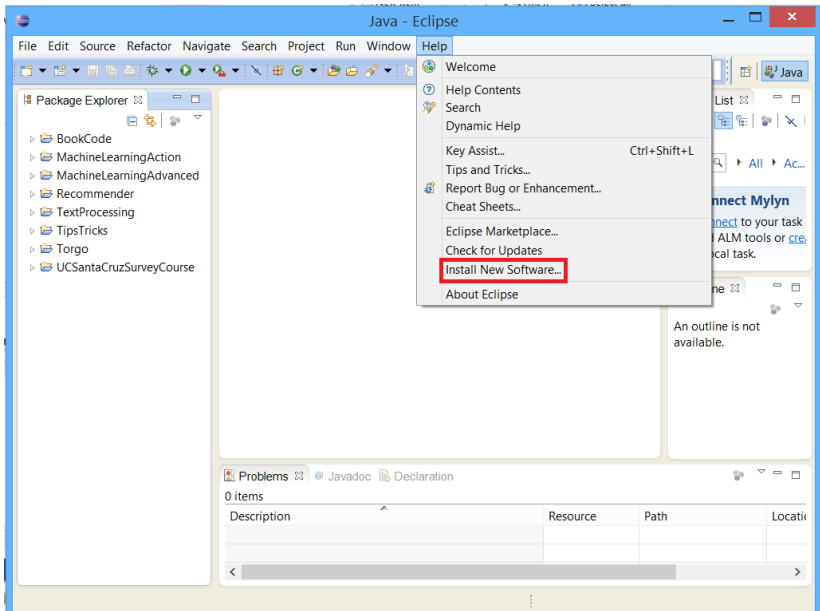 Java - Eclipse
File Edit Source Refactor Navigate Search Project Run Window Help
Java
Welcome
Help Contents
Search
Dynamic Help
Key Assist... Ctrl+Shift+L
Tips and Tricks...
Report Bug or Enhancement...
Cheat Sheets...
Eclipse Marketplace...
Check for Updates
Install New Software...
About Eclipse
Package Explorer
BookCode
MachineLearningAction
MachineLearningAdvanced
Recommender
TextProcessing
TipsTricks
Torgo
UCSantaCruzSurveyCourse
List
All Ac...
nnect Mylyn
nnect to your task
ALM tools or cre
cal task.
ne
An outline is not
available.
Problems @ Javadoc Declaration
0 items
Description Resource Path Locatio